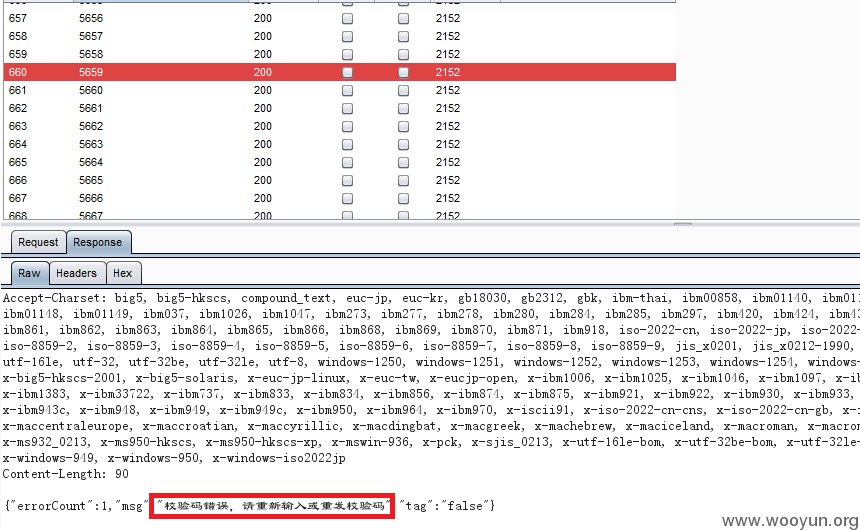 657 5656 200 2152
658 5657 200 2152
659 5658 200 2152
660 5659 200 2152
661 5660 200 2152
662 5661 200 2152
663 5662 200 2152
664 5663 200 2152
665 5664 200 2152
666 5665 200 2152
667 5666 200 2152
668 5667 200 2152
Request Response
Raw Headers Hex
Accept-Charset: big5, big5-hkscs, compound_text, euc-jp, euc-kr, gb18030, gb2312, gbk, ibm-thai, ibm00858, ibm01140, ibm011
ibm01148, ibm01149, ibm037, ibm1026, ibm1047, ibm273, ibm277, ibm278, ibm280, ibm284, ibm285, ibm297, ibm420, ibm424, ibm43
ibm861, ibm862, ibm863, ibm864, ibm865, ibm866, ibm868, ibm869, ibm870, ibm871, ibm918, iso-2022-cn, iso-2022-jp, iso-2022-
iso-8859-2, iso-8859-3, iso-8859-4, iso-8859-5, iso-8859-6, iso-8859-7, iso-8859-8, iso-8859-9, jis_x0201, jis_x0212-1990,
utf-16le, utf-32, utf-32be, utf-32le, utf-8, windows-1250, windows-1251, windows-1252, windows-1253, windows-1254, windows-
x-big5-hkscs-2001, x-big5-solaris, x-euc-jp-linux, x-euc-tw, x-eucjp-open, x-ibm1006, x-ibm1025, x-ibm1046, x-ibm1097, x-ib
x-ibm1383, x-ibm33722, x-ibm737, x-ibm833, x-ibm834, x-ibm856, x-ibm874, x-ibm875, x-ibm921, x-ibm922, x-ibm930, x-ibm933,
x-ibm943c, x-ibm948, x-ibm949, x-ibm949c, x-ibm950, x-ibm964, x-ibm970, x-iscii91, x-iso-2022-cn-cns, x-iso-2022-cn-gb, x-i
x-maccentraleurope, x-maccroatian, x-maccyrillic, x-macdingbat, x-macgreek, x-machebrew, x-maciceland, x-macroman, x-macrom
x-ms932_0213, x-ms950-hkscs, x-ms950-hkscs-xp, x-mswin-936, x-pck, x-sjis_0213, x-utf-16le-bom, x-utf-32be-bom, x-utf-32le-
x-windows-949, x-windows-950, x-windows-iso2022jp
Content-Length: 90
{"errorCount":1,"msg" "校验码错误，请重新输入或重发校验码" "tag":"false"}
www.wooyun.org